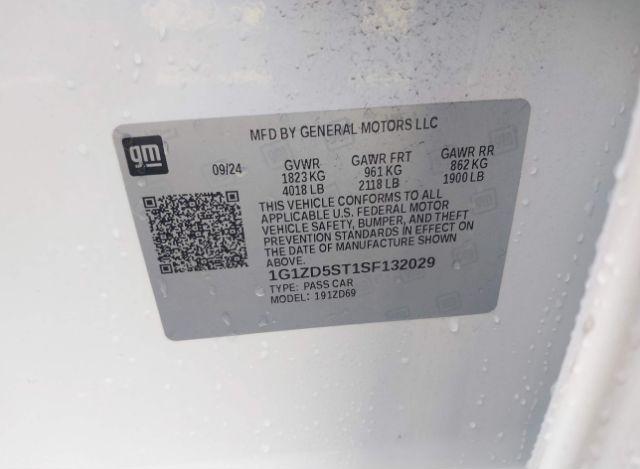 MFD BY GENERAL MOTORS LLC
gm
09/24
GVWR GAWR FRT GAWR RR
1823 KG 961 KG 862 KG
4018 LB 2118 LB 1900 LB
THIS VEHICLE CONFORMS TO ALL
APPLICABLE U.S. FEDERAL MOTOR
VEHICLE SAFETY, BUMPER, AND THEFT
PREVENTION STANDARDS IN EFFECT ON
THE DATE OF MANUFACTURE SHOWN
ABOVE.
1G1ZD5ST1SF132029
TYPE: PASS CAR
MODEL: 191ZD69